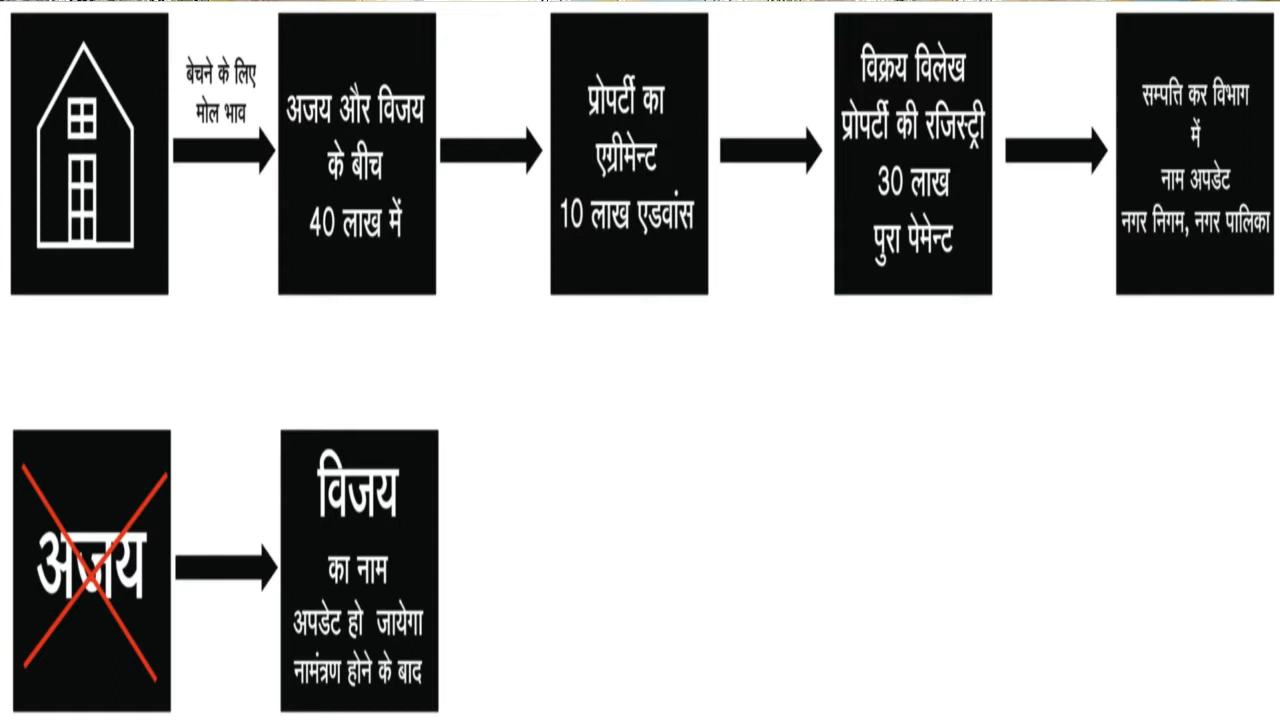 बेचने के लिए
मोल भाव
अजय और विजय
के बीच
40 लाख में
प्रोपर्टी का
एग्रीमेन्ट
10 लाख एडवांस
विक्रय विलेख
प्रोपर्टी की रजिस्ट्री
30 लाख
पुरा पेमेन्ट
सम्पत्ति कर विभाग
में
नाम अपडेट
नगर निगम, नगर पालिका
अजय
विजय
का नाम
अपडेट हो जायेगा
नामंत्रण होने के बाद